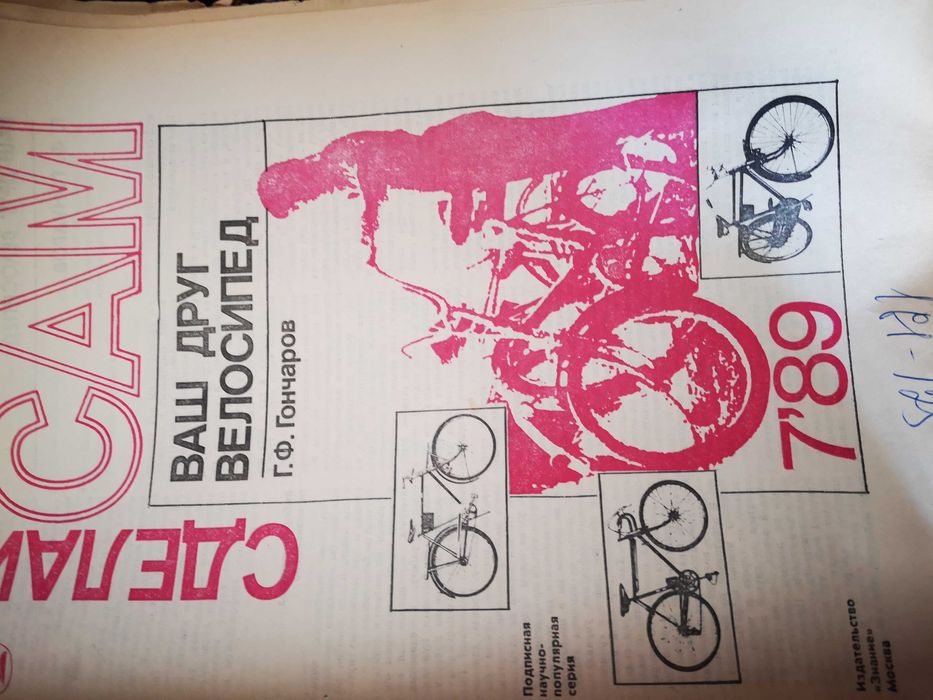 СДЕЛАЙ
САМ
ВАШ ДРУГ
ВЕЛОСИПЕД
Г.Ф. Гончаров
7'89
Подписная
научно-
популярная
серия
Издательство
«Знание»
Москва